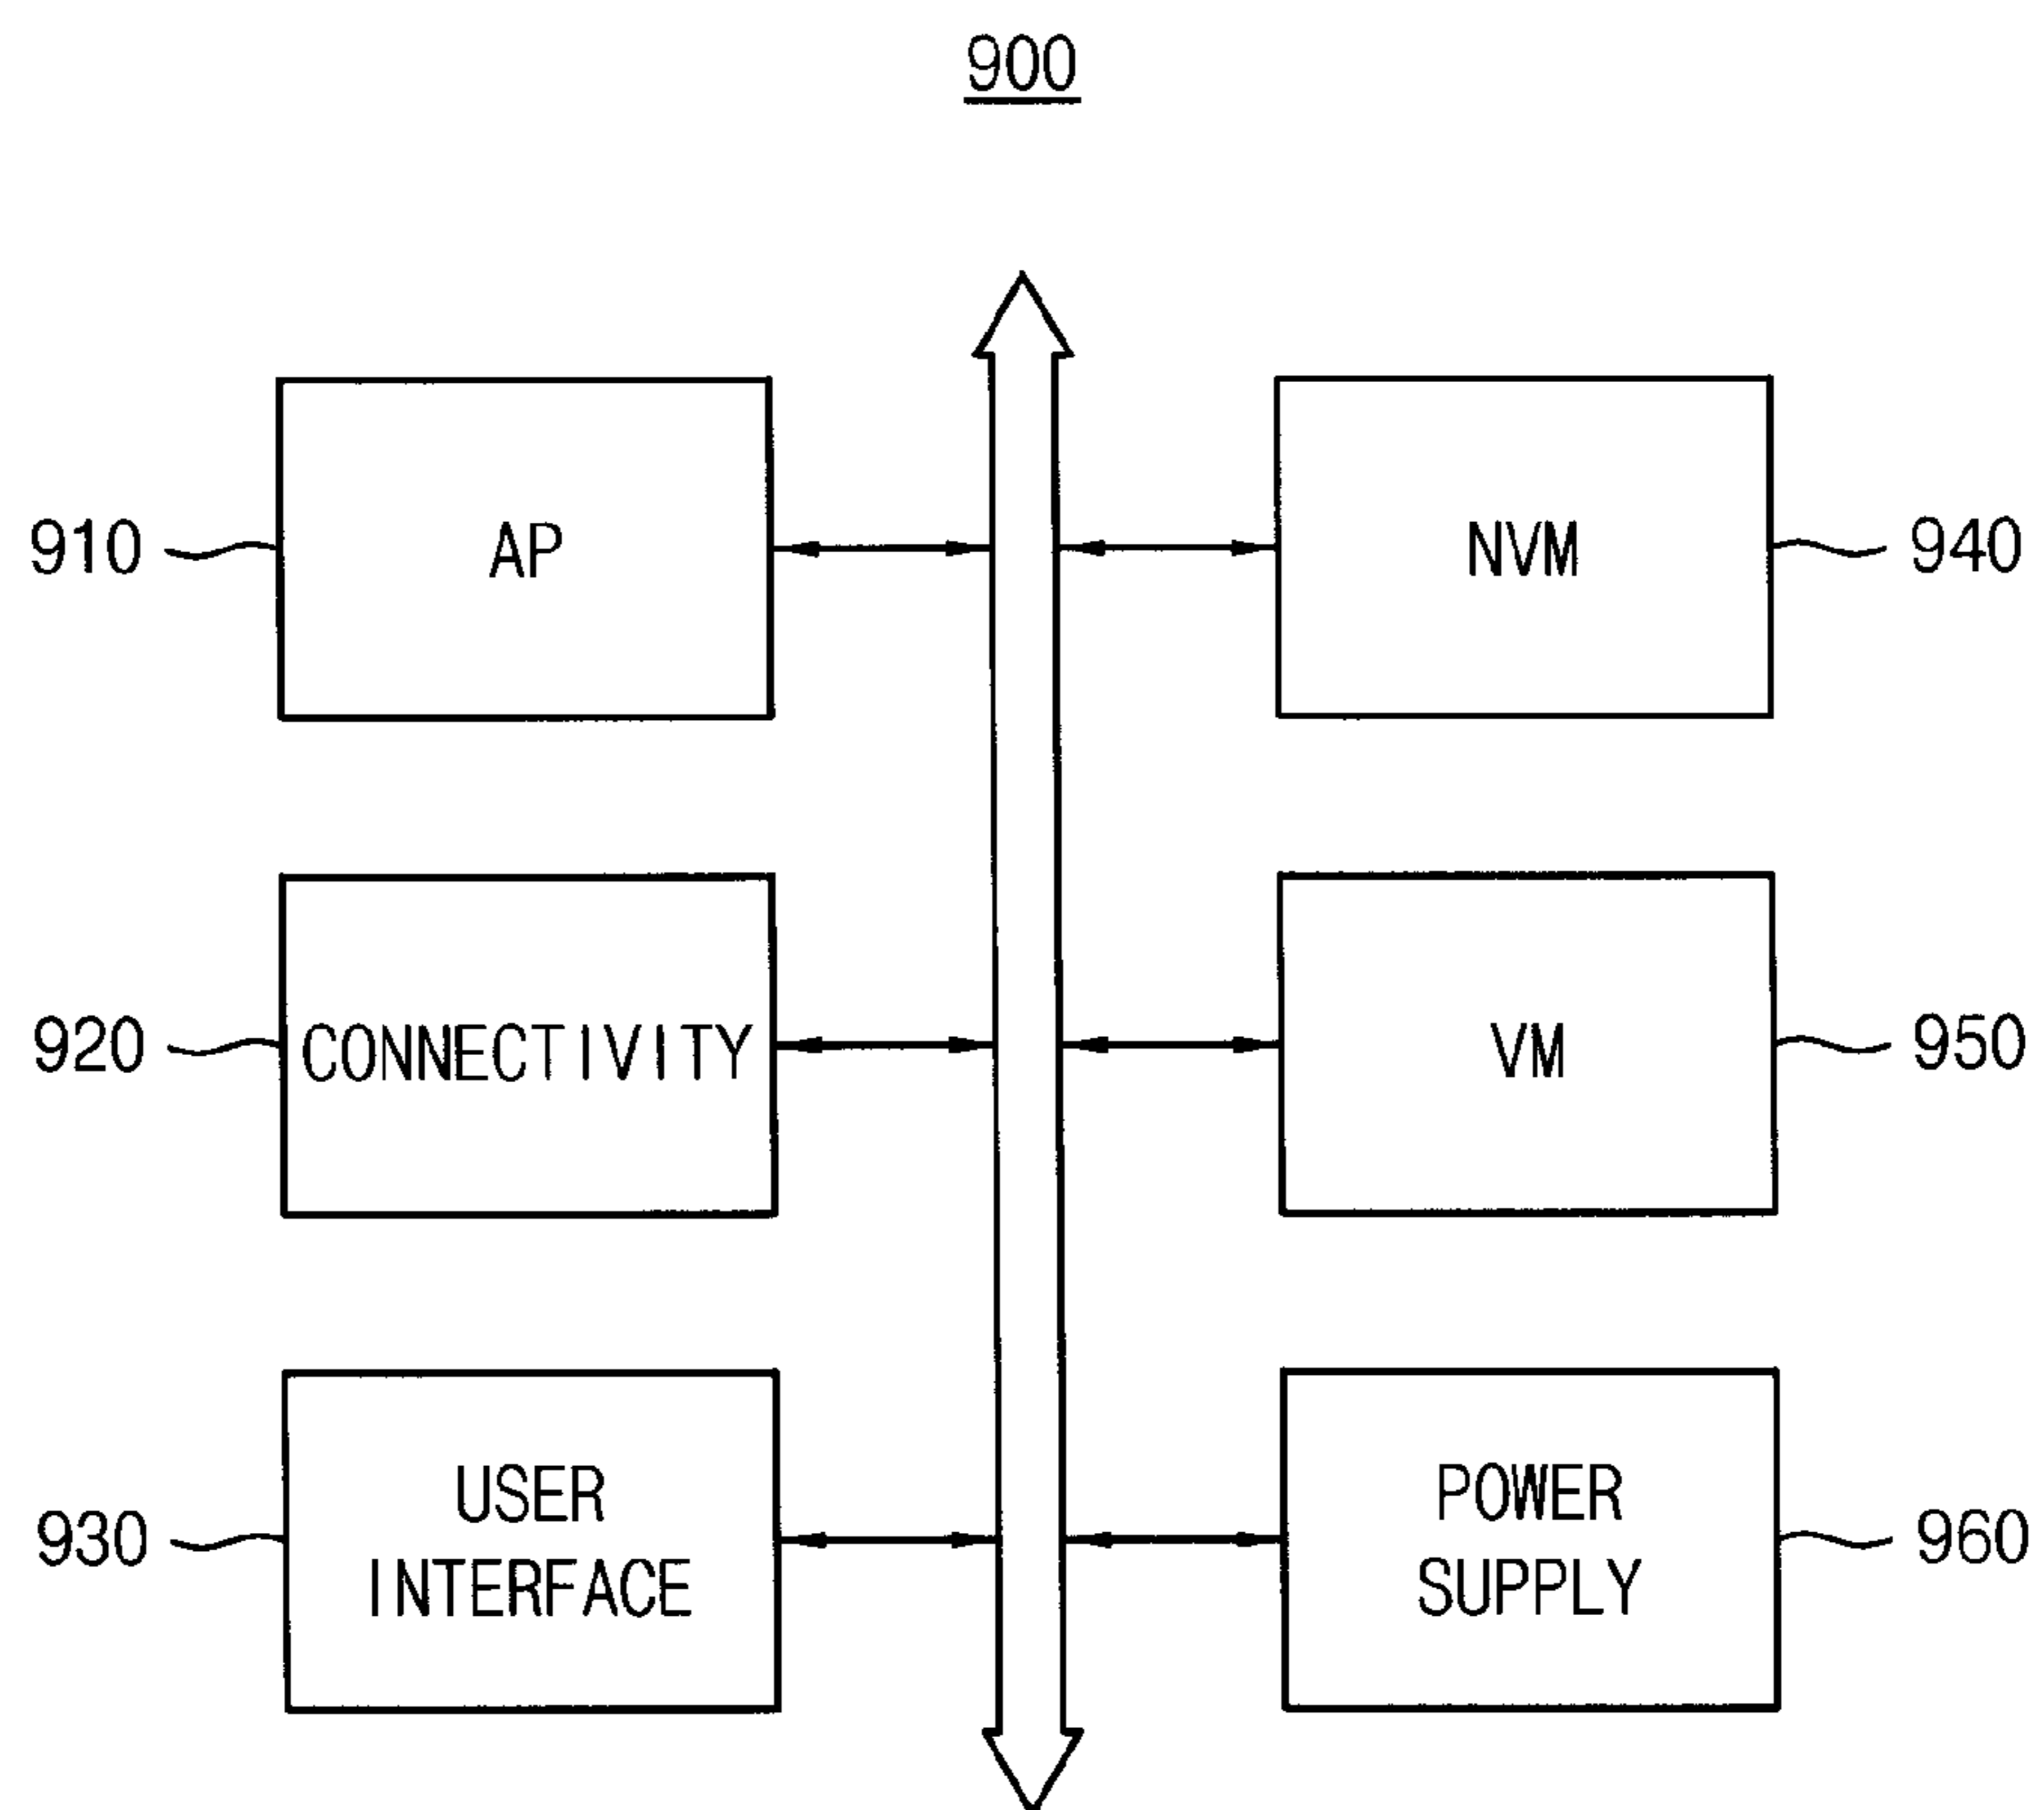 900
910
AP
NVM
940
920
CONNECTIVITY
VM
950
930
USER
INTERFACE
POWER
SUPPLY
960